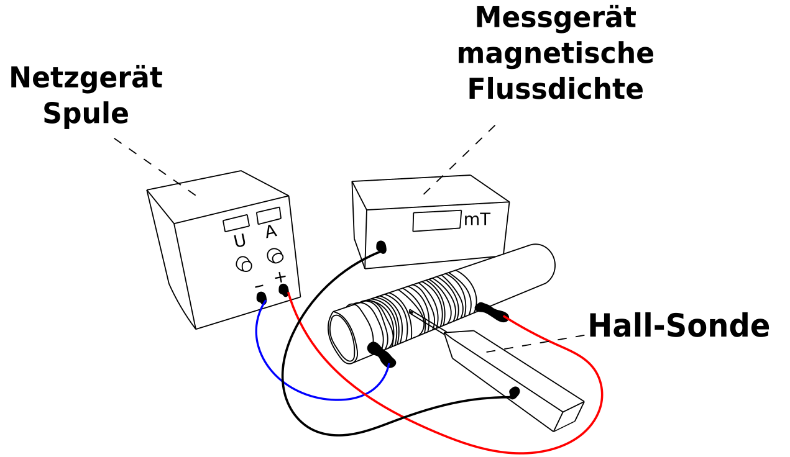 Messgerät
magnetische
Flussdichte
Netzgerät
Spule
mT
U A
- +
Hall-Sonde